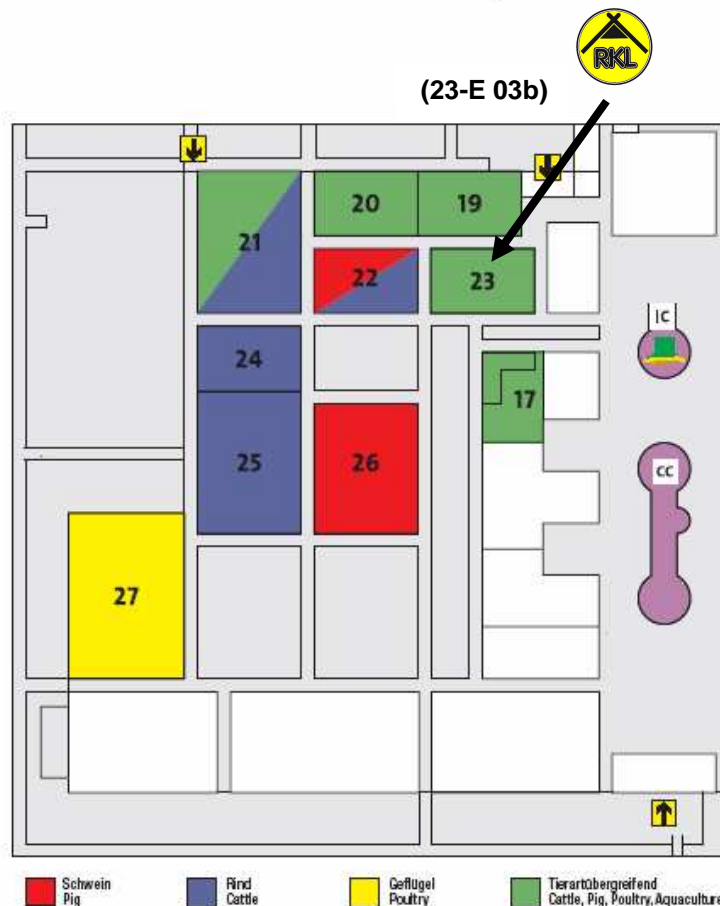 RKL
(23-E 03b)
20
19
21
22
23
IC
24
17
25
26
CC
27
Schwein
Pig
Rind
Cattle
Geflügel
Poultry
Tierartübergreifend
Cattle, Pig, Poultry, Aquaculture